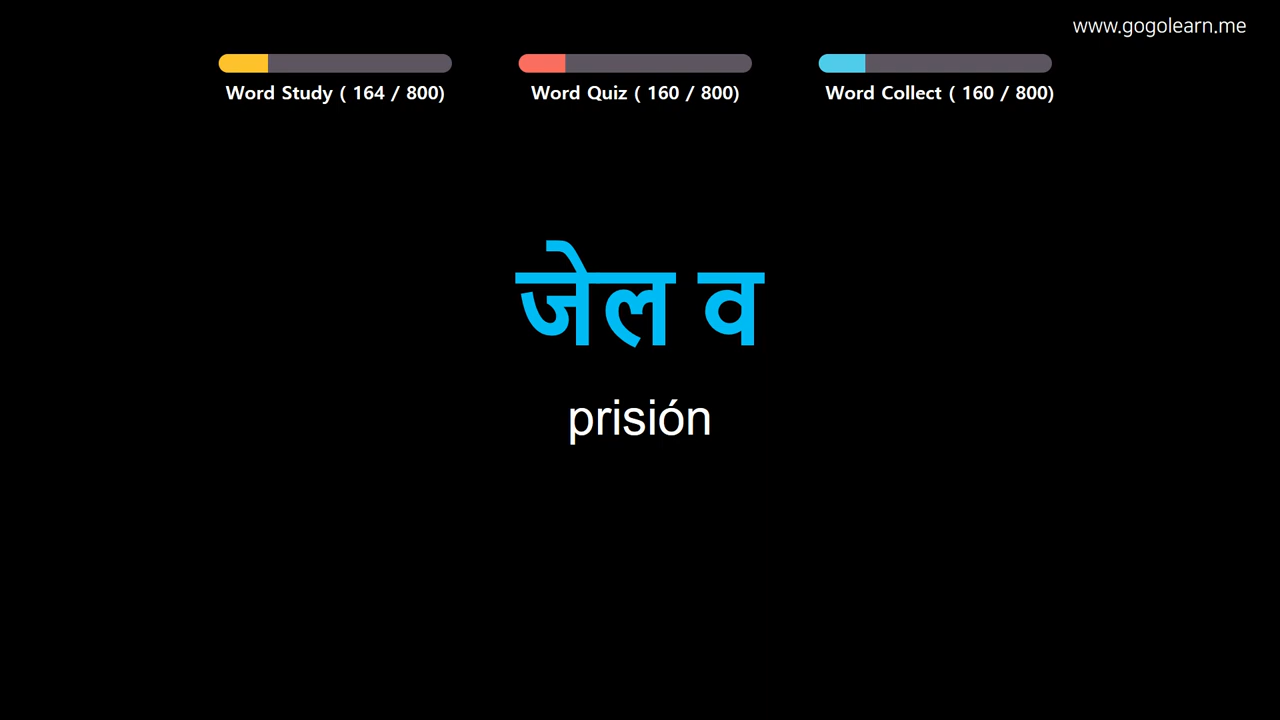 www.gogolearn.me
Word Study ( 164 / 800)
Word Quiz ( 160 / 800)
Word Collect ( 160 / 800)
जेल व
prisión